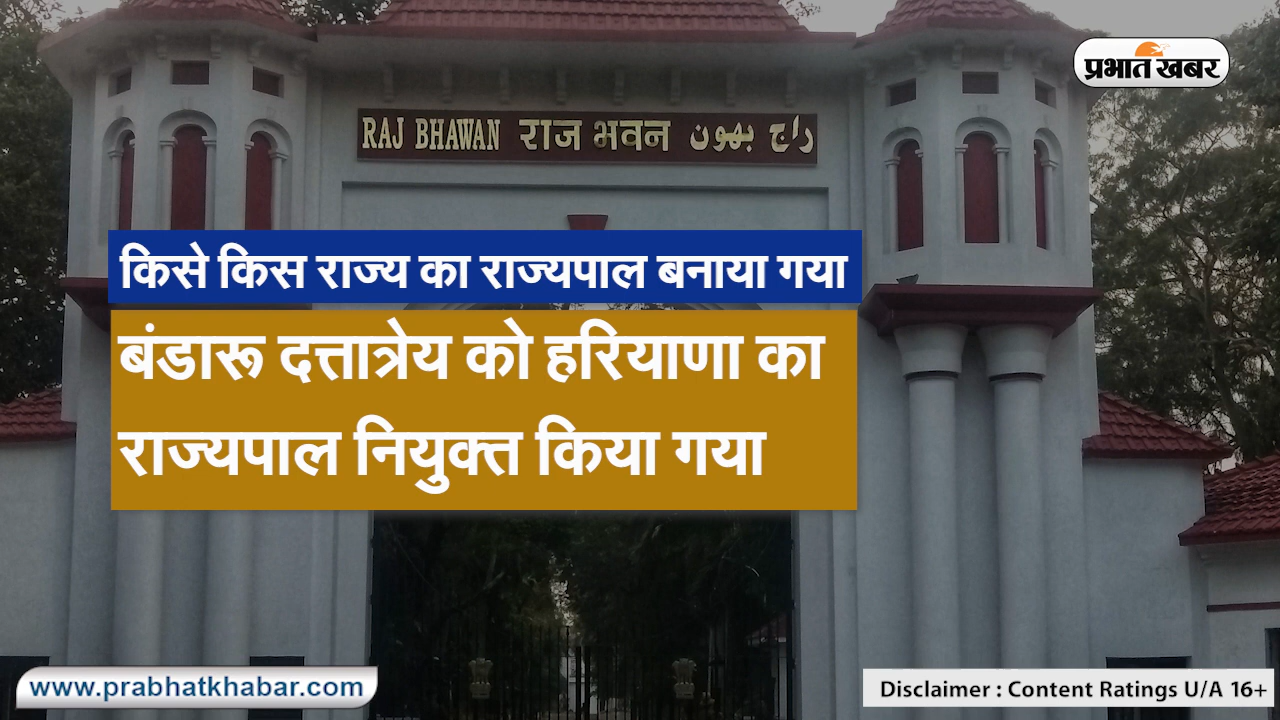 प्रभात खबर
RAJ BHAWAN राज भवन راج بھون
किसे किस राज्य का राज्यपाल बनाया गया
बंडारू दत्तात्रेय को हरियाणा का
राज्यपाल नियुक्त किया गया
www.prabhatkhabar.com
Disclaimer : Content Ratings U/A 16+